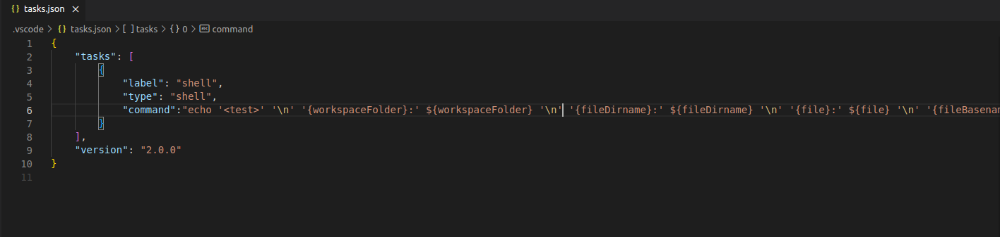 {} tasks.json ×
.vscode > {} tasks.json > [ ] tasks > {} 0 > abc command
1 {
2     "tasks": [
3         {
4             "label": "shell",
5             "type": "shell",
6             "command":"echo '<test>' '\n' '{workspaceFolder}:' ${workspaceFolder} '\n' '{fileDirname}:' ${fileDirname} '\n' '{file}:' ${file} '\n' '{fileBasenam
7         }
8     ],
9     "version": "2.0.0"
10 }
11